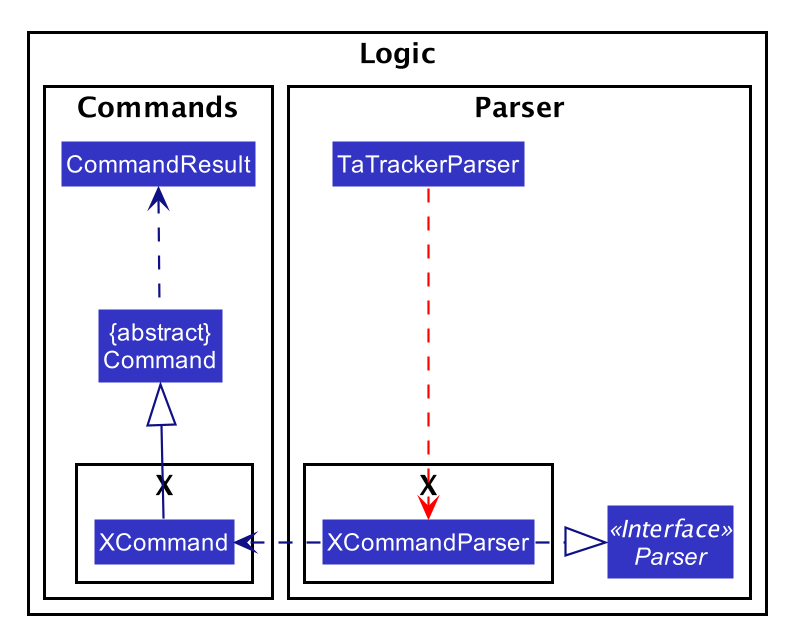 Logic
Commands
Parser
CommandResult
TaTrackerParser
{abstract}
Command
X
X
XCommand
XCommandParser
«Interface»
Parser